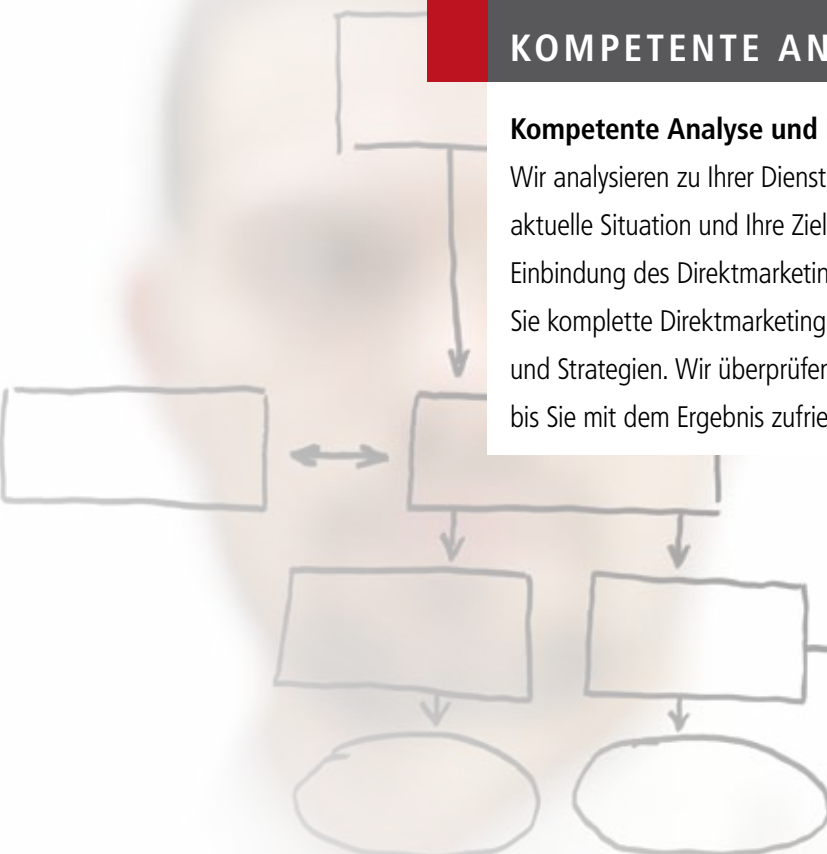 KOMPETENTE AN
Kompetente Analyse und
Wir analysieren zu Ihrer Dienst
aktuelle Situation und Ihre Ziel
Einbindung des Direktmarketin
Sie komplette Direktmarketing
und Strategien. Wir überprüfen
bis Sie mit dem Ergebnis zufrie